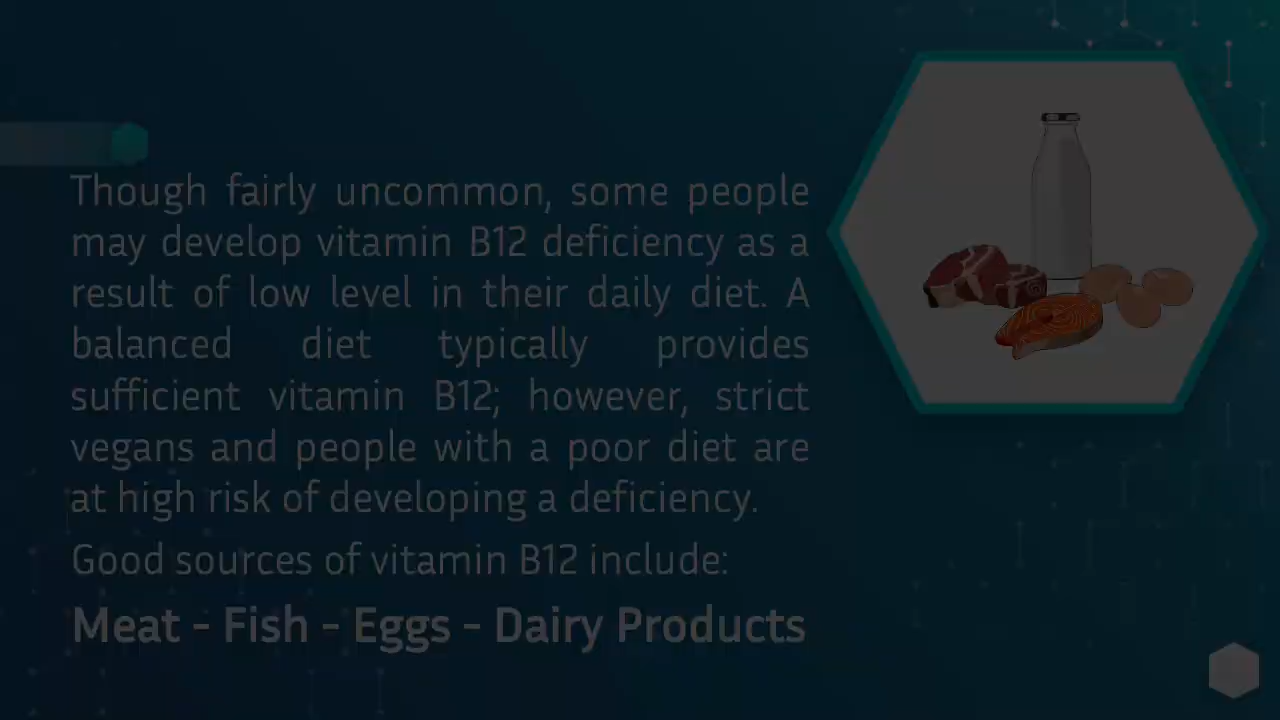 Though fairly uncommon, some people
may develop vitamin B12 deficiency as a
result of low level in their daily diet. A
balanced diet typically provides
sufficient vitamin B12; however, strict
vegans and people with a poor diet are
at high risk of developing a deficiency.
Good sources of vitamin B12 include:
Meat - Fish - Eggs - Dairy Products